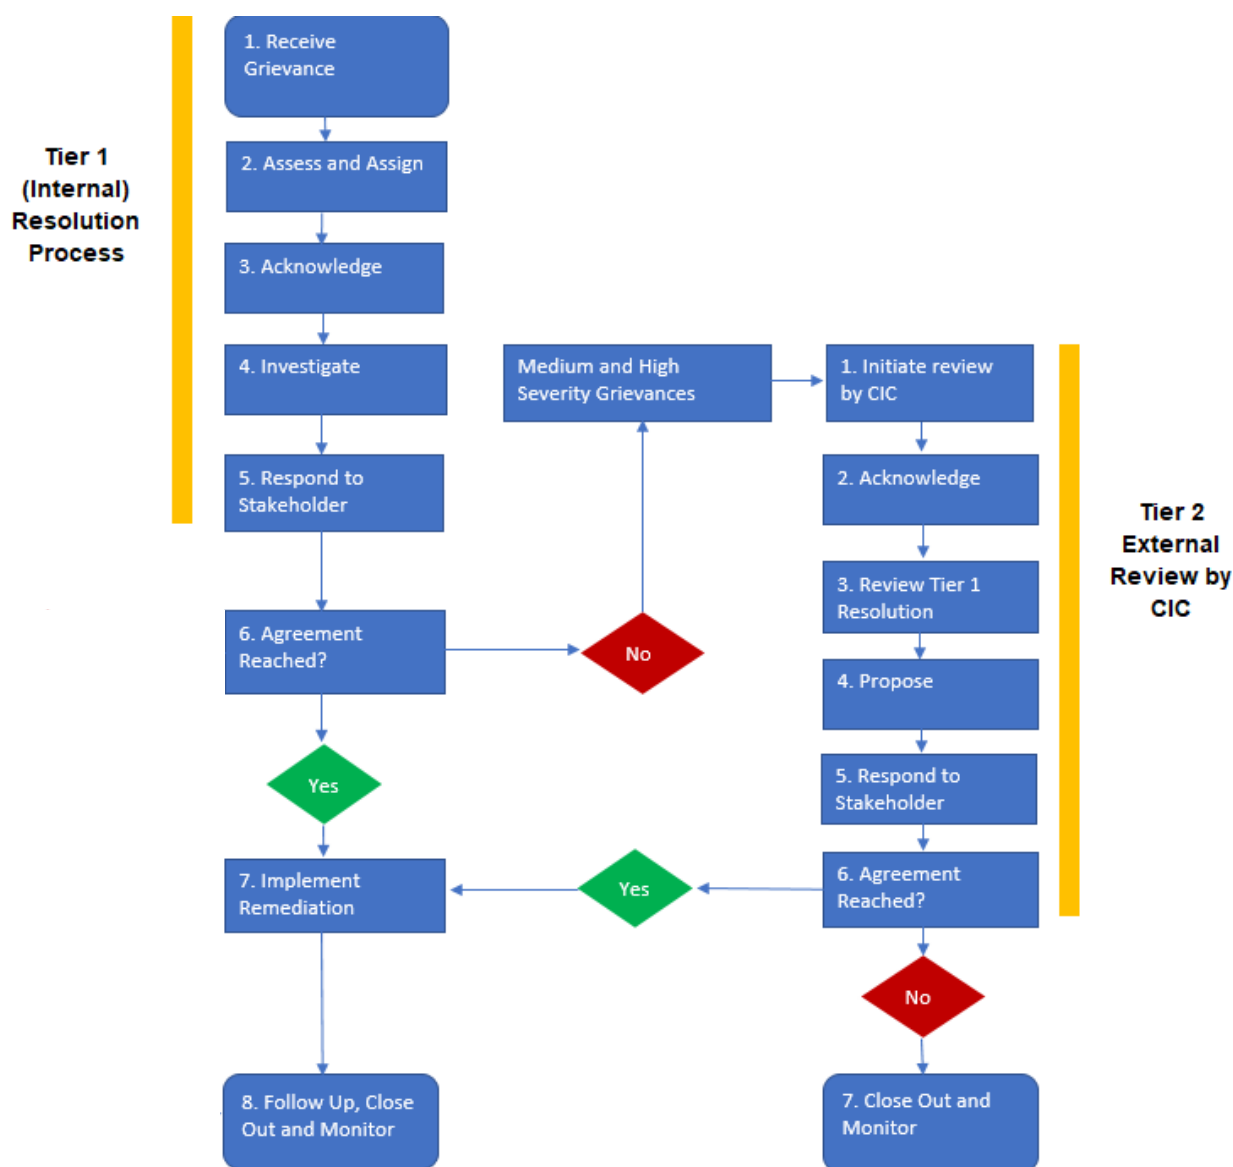 Tier 1
(Internal)
Resolution
Process
1. Receive
Grievance
2. Assess and Assign
3. Acknowledge
4. Investigate
5. Respond to
Stakeholder
6. Agreement
Reached?
No
Medium and High
Severity Grievances
Yes
7. Implement
Remediation
8. Follow Up, Close
Out and Monitor
1. Initiate review
by CIC
2. Acknowledge
3. Review Tier 1
Resolution
4. Propose
5. Respond to
Stakeholder
6. Agreement
Reached?
Yes
No
7. Close Out and
Monitor
Tier 2
External
Review by
CIC